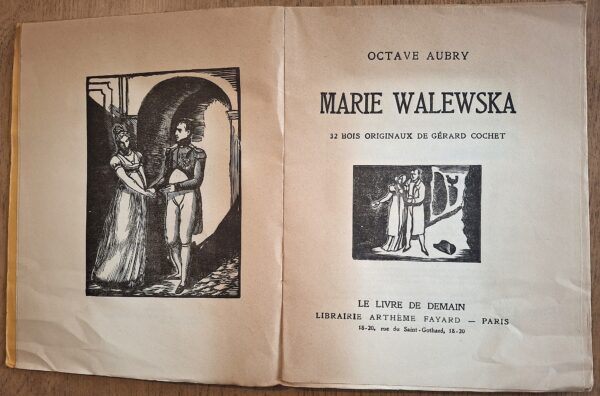 OCTAVE AUBRY
MARIE WALEWSKA
32 BOIS ORIGINAUX DE GÉRARD COCHET
LE LIVRE DE DEMAIN
LIBRAIRIE ARTHÈME FAYARD — PARIS
18-20, rue du Saint-Gothard, 18-20